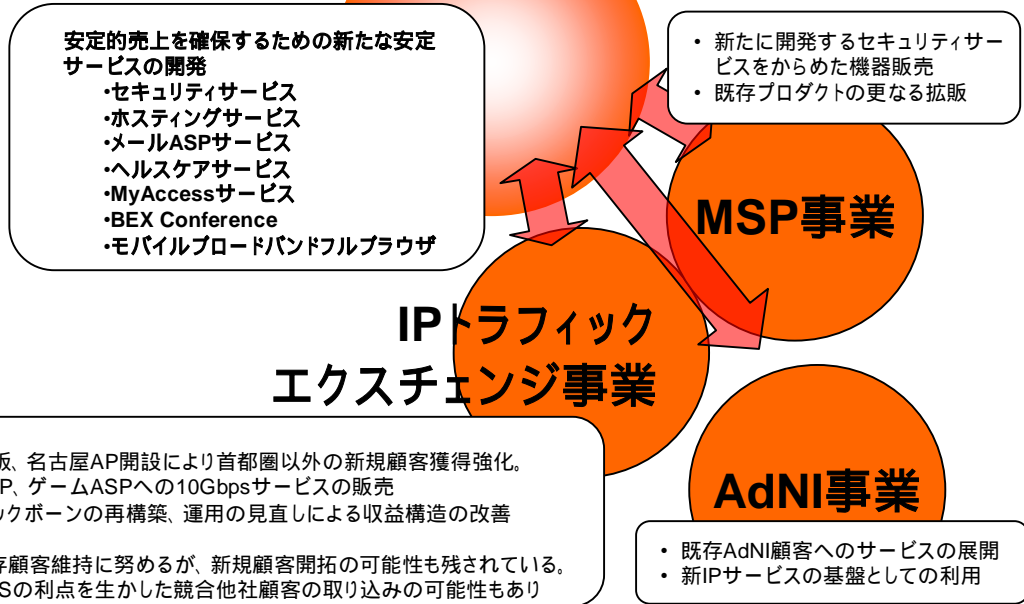 安定的売上を確保するための新たな安定
サービスの開発
・セキュリティサービス
・ホスティングサービス
・メールASPサービス
・ヘルスケアサービス
・MyAccessサービス
・BEX Conference
・モバイルブロードバンドフルブラウザ
• 新たに開発するセキュリティサー
ビスをからめた機器販売
• 既存プロダクトの更なる拡販
MSP事業
IPトラフィック
エクスチェンジ事業
阪、名古屋AP開設により首都圏以外の新規顧客獲得強化。
P、ゲームASPへの10Gbpsサービスの販売
ックボーンの再構築、運用の見直しによる収益構造の改善
存顧客維持に努めるが、新規顧客開拓の可能性も残されている。
Sの利点を生かした競合他社顧客の取り込みの可能性もあり
AdNI事業
• 既存AdNI顧客へのサービスの展開
• 新IPサービスの基盤としての利用